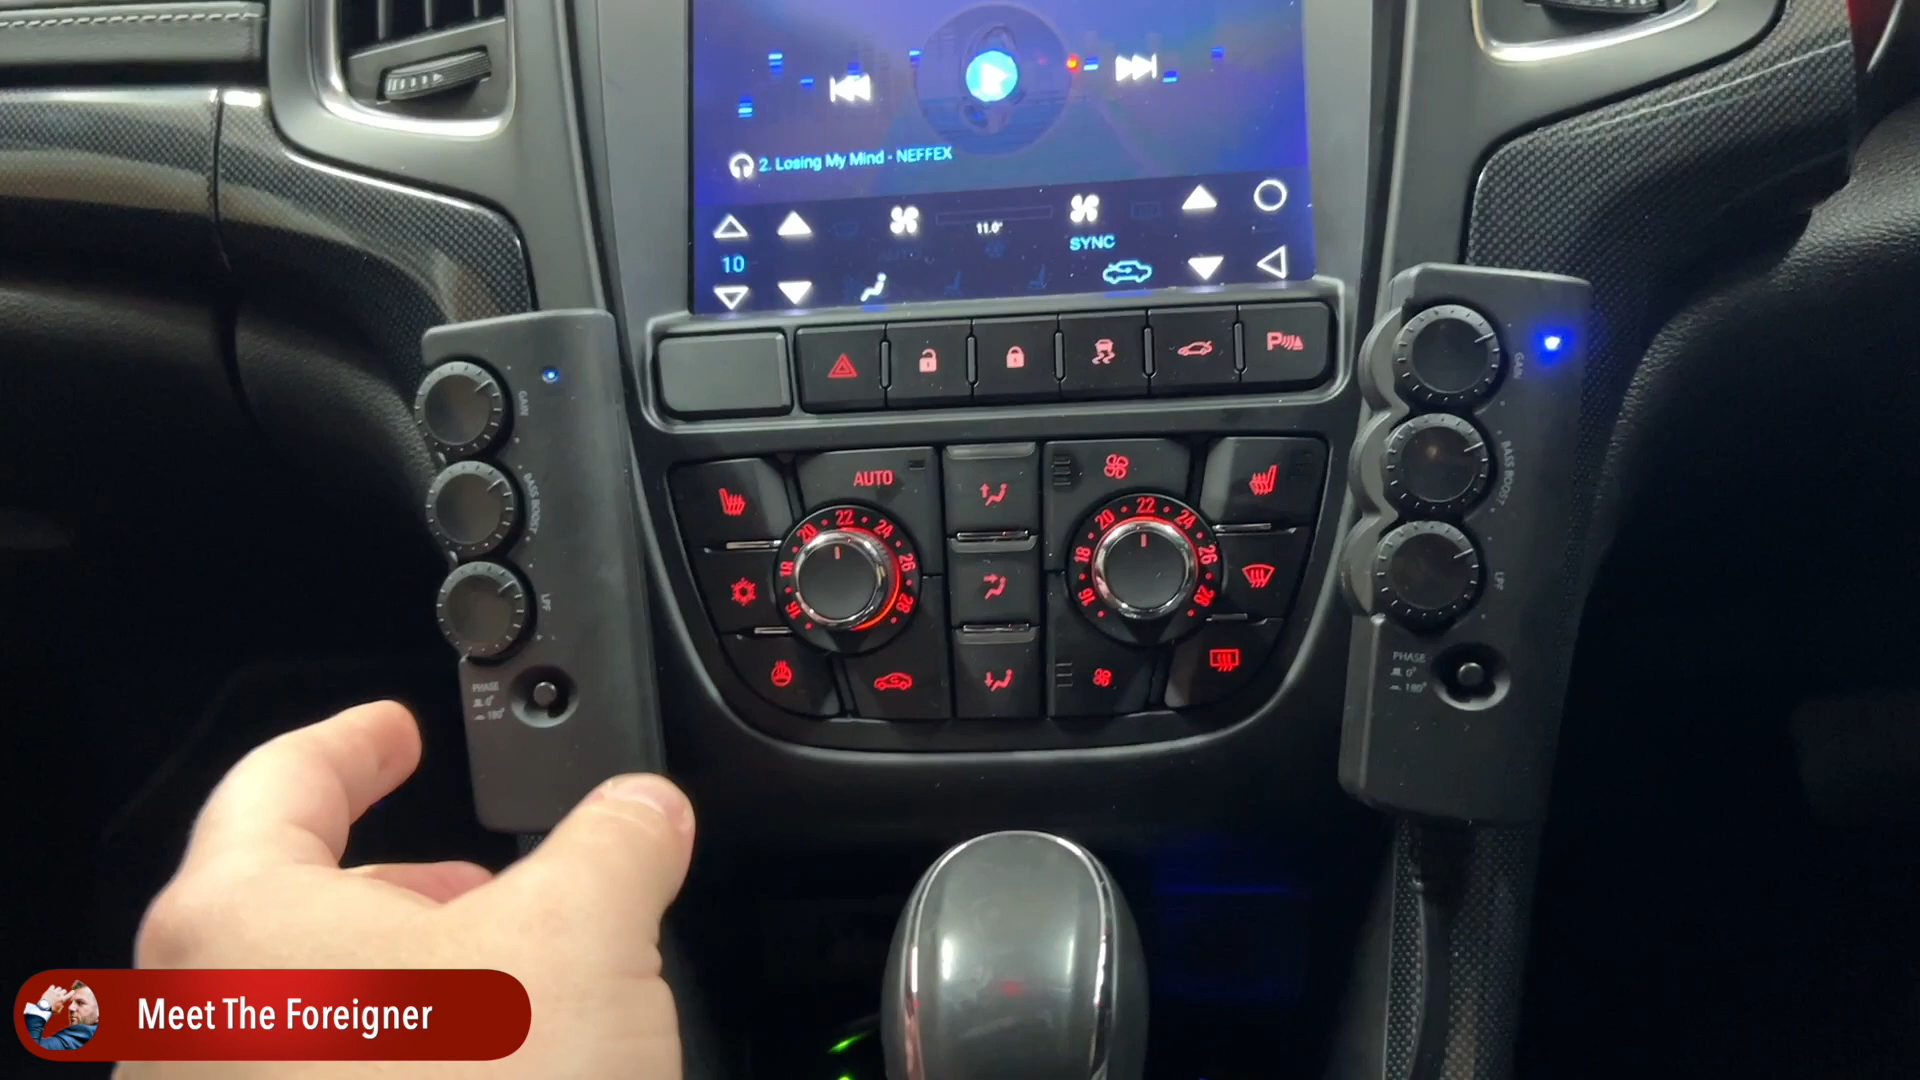 2. Losing My Mind - NEFFEX
11.0°
SYNC
10
P
GAIN
BASS BOOST
LPF
PHASE
0°
180°
AUTO
16 18 20 22 24 26 28
16 18 20 22 24 26 28
GAIN
BASS BOOST
LPF
PHASE
0°
180°
Meet The Foreigner